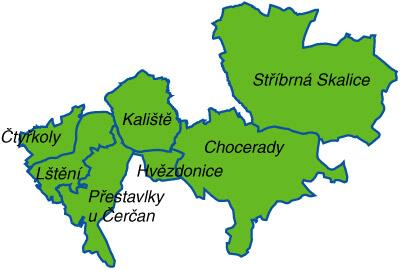 Stříbrná Skalice
Kaliště
Čtyřkoly
Chocerady
Lštění
Hvězdonice
Přestavlky
u Čerčan